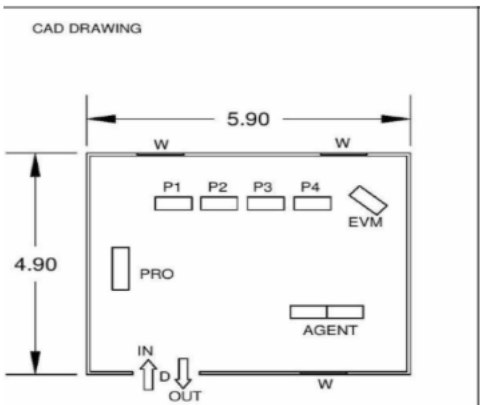 CAD DRAWING
5.90
W W
P1 P2 P3 P4
EVM
4.90
PRO
AGENT
IN
D
OUT
W